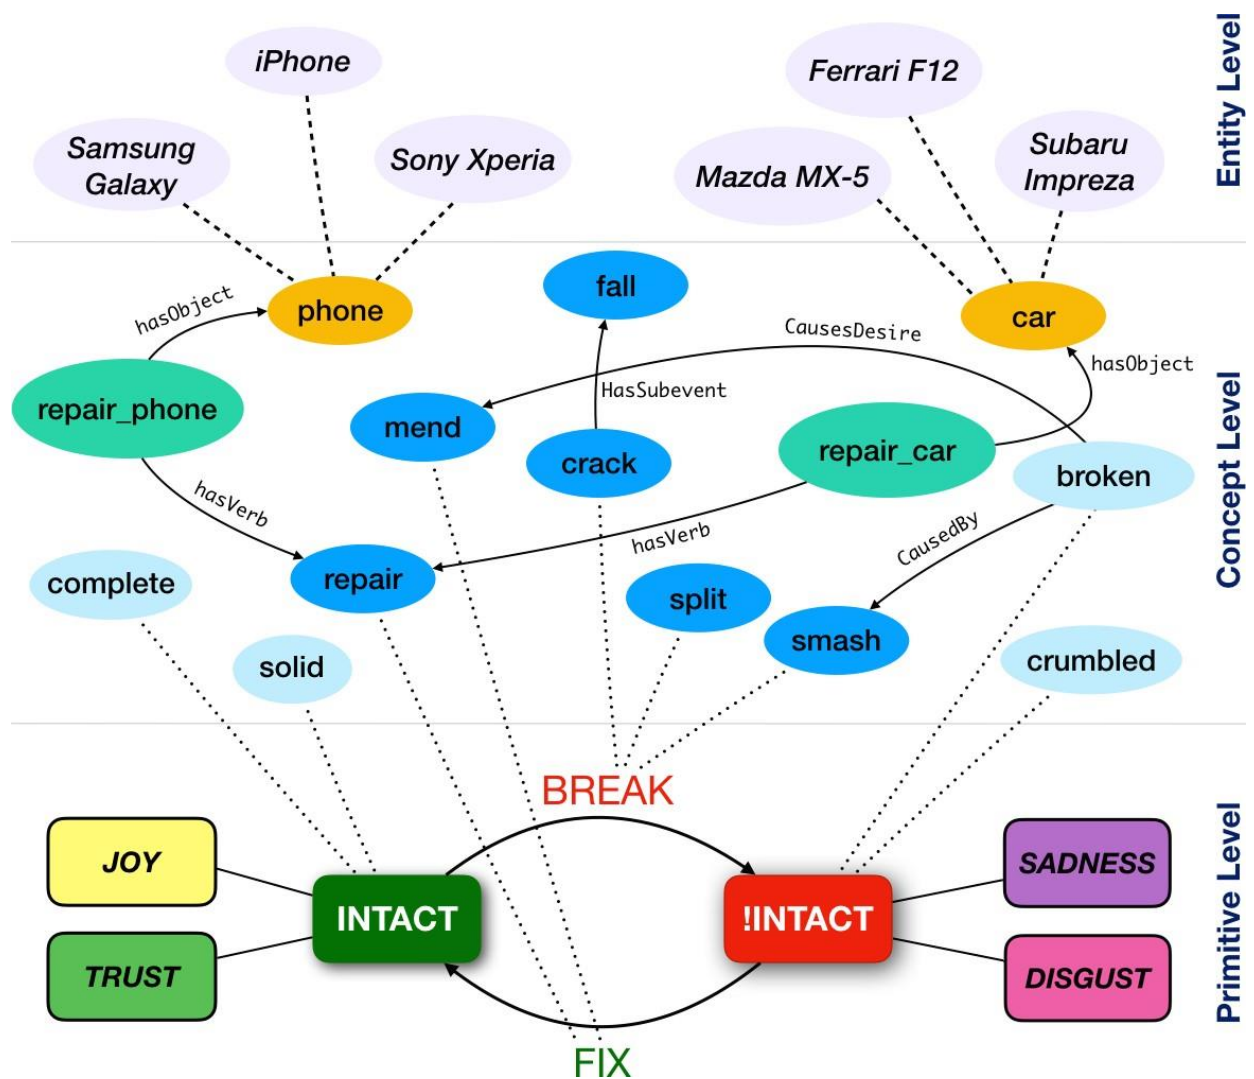 iPhone
Samsung
Galaxy
Sony Xperia
Ferrari F12
Mazda MX-5
Subaru
Impreza
Entity Level
fall
phone
car
hasObject
CausesDesire
hasObject
repair_phone
mend
HasSubevent
crack
repair_car
broken
hasVerb
hasVerb
CausedBy
complete
repair
split
smash
solid
crumbled
Concept Level
BREAK
JOY
INTACT
!INTACT
SADNESS
TRUST
DISGUST
FIX
Primitive Level